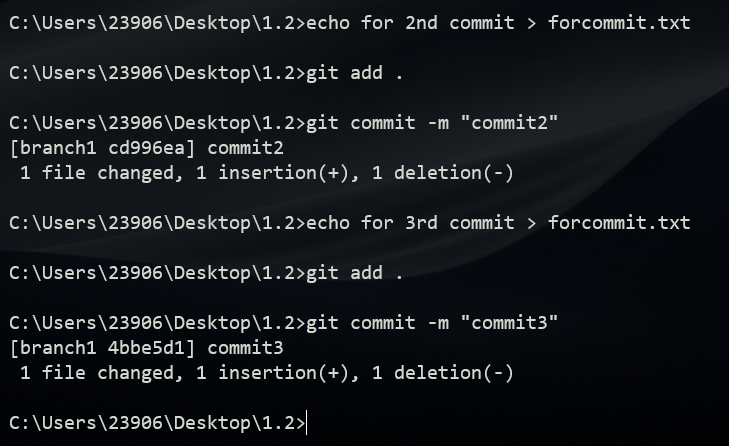 C:\Users\23906\Desktop\1.2>echo for 2nd commit > forcommit.txt
C:\Users\23906\Desktop\1.2>git add .
C:\Users\23906\Desktop\1.2>git commit -m "commit2"
[branch1 cd996ea] commit2
 1 file changed, 1 insertion(+), 1 deletion(-)
C:\Users\23906\Desktop\1.2>echo for 3rd commit > forcommit.txt
C:\Users\23906\Desktop\1.2>git add .
C:\Users\23906\Desktop\1.2>git commit -m "commit3"
[branch1 4bbe5d1] commit3
 1 file changed, 1 insertion(+), 1 deletion(-)
C:\Users\23906\Desktop\1.2>